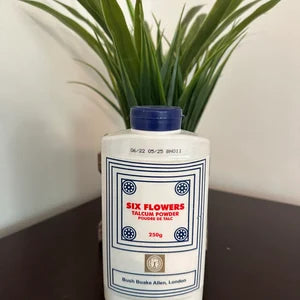 06/22 05/25 BH011
SIX FLOWERS
TALCUM POWDER
POUDRE DE TALC
250g
Bush Boake Allen, London